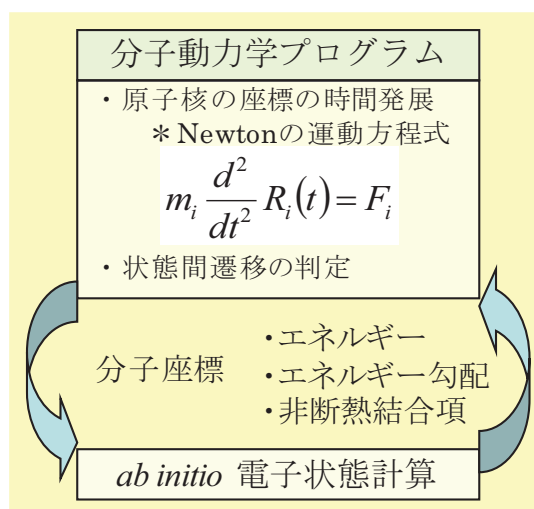 分子動力学プログラム
・原子核の座標の時間発展
＊Newtonの運動方程式
m_i d²/dt² R_i(t) = F_i
・状態間遷移の判定
分子座標
・エネルギー
・エネルギー勾配
・非断熱結合項
ab initio 電子状態計算